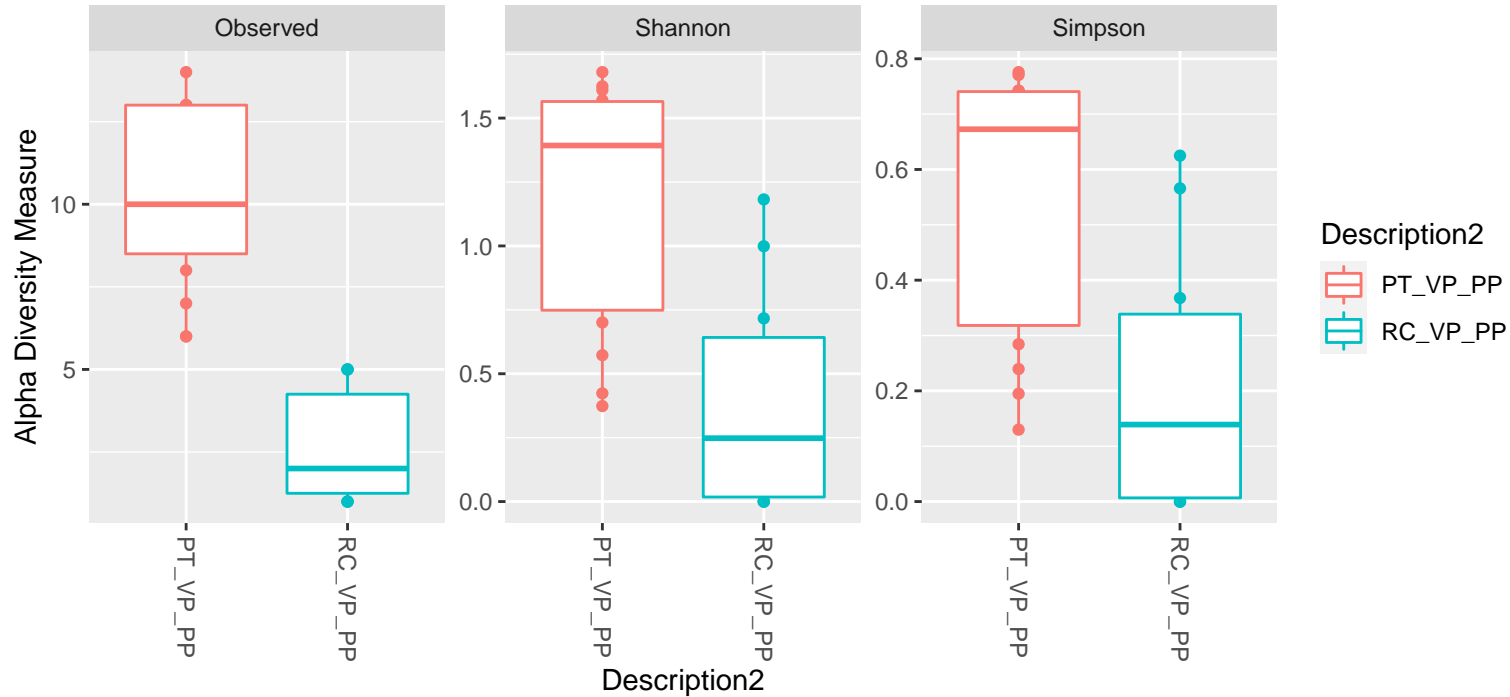 Observed
Shannon
Simpson
Alpha Diversity Measure
10
5
1.5
1.0
0.5
0.0
0.8
0.6
0.4
0.2
0.0
PT_VP_PP
RC_VP_PP
PT_VP_PP
RC_VP_PP
PT_VP_PP
RC_VP_PP
Description2
Description2
PT_VP_PP
RC_VP_PP